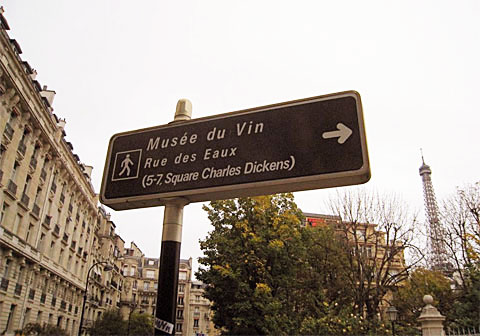 Musée du Vin
Rue des Eaux
(5-7, Square Charles Dickens)